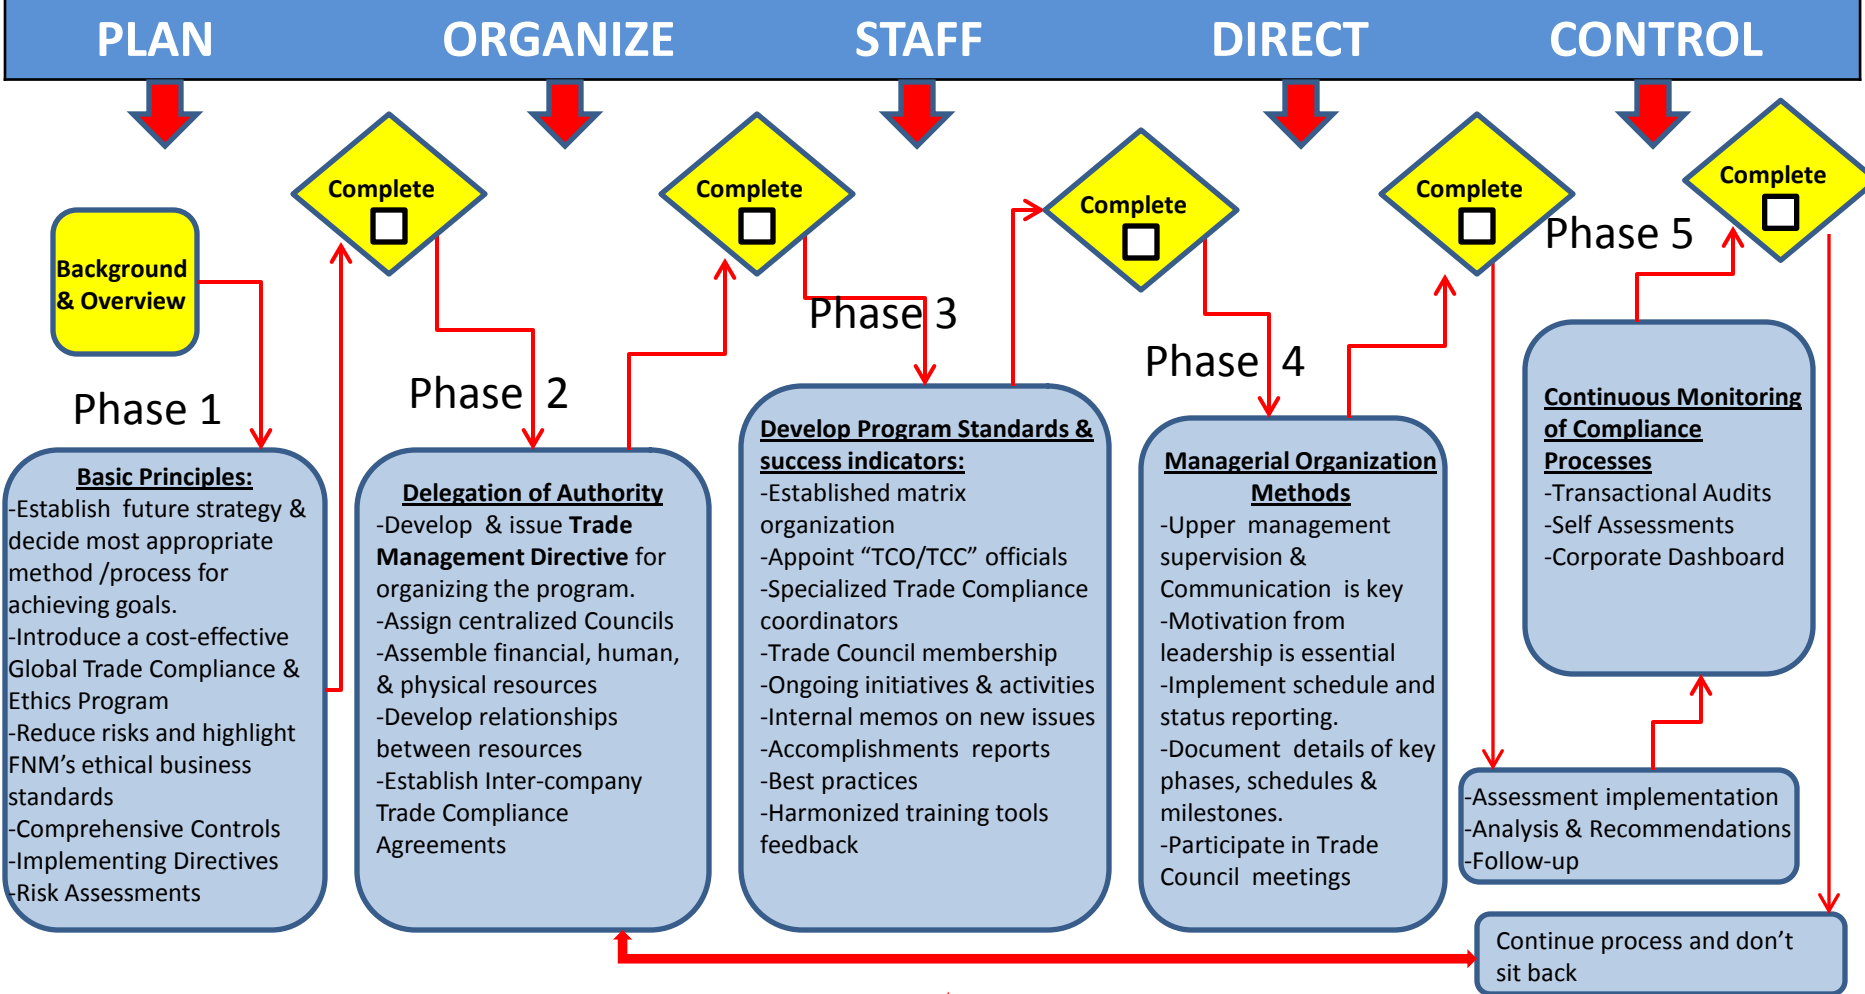 PLAN ORGANIZE STAFF DIRECT CONTROL
Background
& Overview
Phase 1
Basic Principles:
-Establish future strategy &
decide most appropriate
method /process for
achieving goals.
-Introduce a cost-effective
Global Trade Compliance &
Ethics Program
-Reduce risks and highlight
FNM’s ethical business
standards
-Comprehensive Controls
-Implementing Directives
-Risk Assessments
Complete
Phase 2
Delegation of Authority
-Develop & issue Trade
Management Directive for
organizing the program.
-Assign centralized Councils
-Assemble financial, human,
& physical resources
-Develop relationships
between resources
-Establish Inter-company
Trade Compliance
Agreements
Complete
Phase 3
Develop Program Standards &
success indicators:
-Established matrix
organization
-Appoint “TCO/TCC” officials
-Specialized Trade Compliance
coordinators
-Trade Council membership
-Ongoing initiatives & activities
-Internal memos on new issues
-Accomplishments reports
-Best practices
-Harmonized training tools
feedback
Complete
Phase 4
Managerial Organization
Methods
-Upper management
supervision &
Communication is key
-Motivation from
leadership is essential
-Implement schedule and
status reporting.
-Document details of key
phases, schedules &
milestones.
-Participate in Trade
Council meetings
Complete
-Assessment implementation
-Analysis & Recommendations
-Follow-up
Phase 5
Continuous Monitoring
of Compliance
Processes
-Transactional Audits
-Self Assessments
-Corporate Dashboard
Complete
Continue process and don’t
sit back